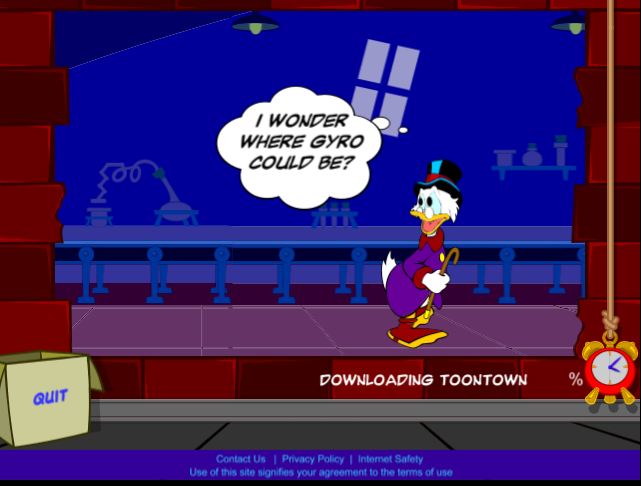 I WONDER
WHERE GYRO
COULD BE?
QUIT
DOWNLOADING TOONTOWN %
Contact Us | Privacy Policy | Internet Safety
Use of this site signifies your agreement to the terms of use